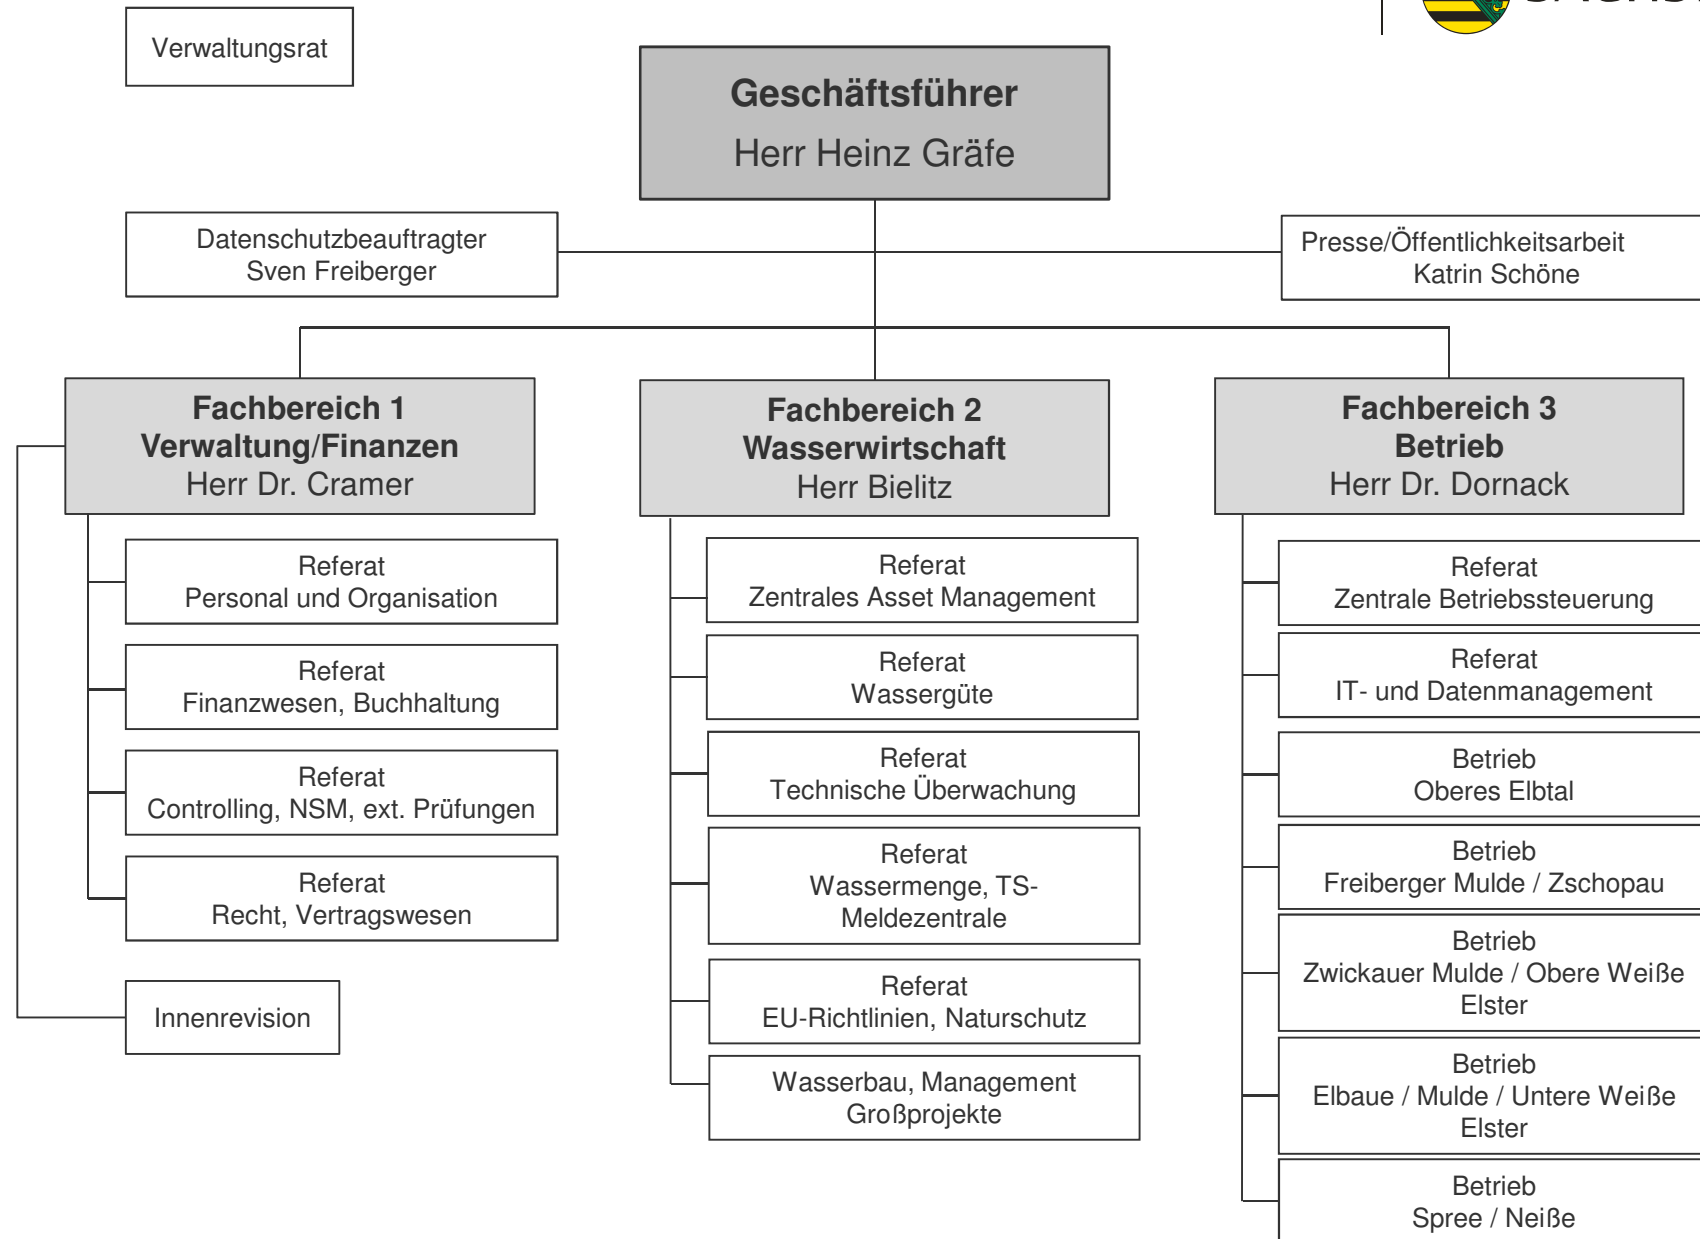 Verwaltungsrat
Geschäftsführer
Herr Heinz Gräfe
Datenschutzbeauftragter
Sven Freiberger
Presse/Öffentlichkeitsarbeit
Katrin Schöne
Fachbereich 1
Verwaltung/Finanzen
Herr Dr. Cramer
Referat
Personal und Organisation
Referat
Finanzwesen, Buchhaltung
Referat
Controlling, NSM, ext. Prüfungen
Referat
Recht, Vertragswesen
Innenrevision
Fachbereich 2
Wasserwirtschaft
Herr Bielitz
Referat
Zentrales Asset Management
Referat
Wassergüte
Referat
Technische Überwachung
Referat
Wassermenge, TS-
Meldezentrale
Referat
EU-Richtlinien, Naturschutz
Wasserbau, Management
Großprojekte
Fachbereich 3
Betrieb
Herr Dr. Dornack
Referat
Zentrale Betriebssteuerung
Referat
IT- und Datenmanagement
Betrieb
Oberes Elbtal
Betrieb
Freiberger Mulde / Zschopau
Betrieb
Zwickauer Mulde / Obere Weiße
Elster
Betrieb
Elbaue / Mulde / Untere Weiße
Elster
Betrieb
Spree / Neiße